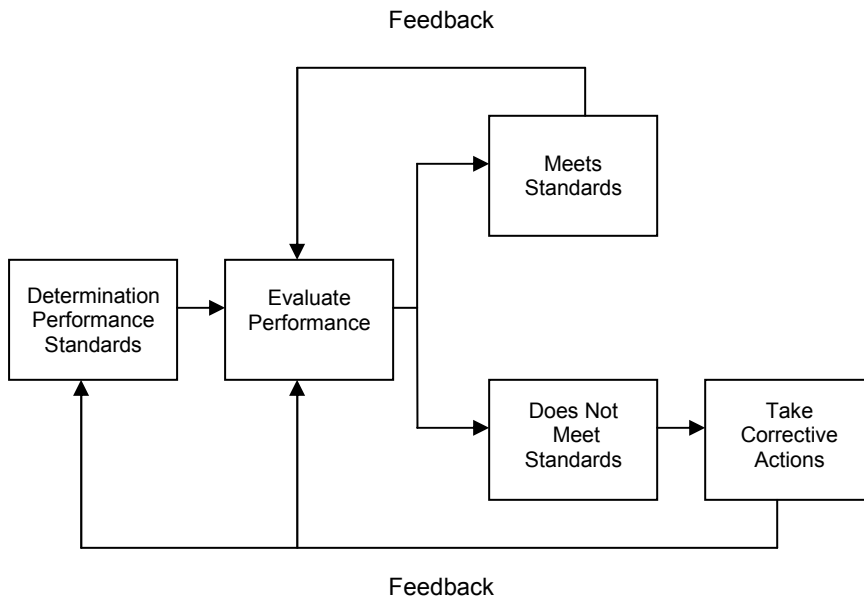 Feedback
Meets
Standards
Determination
Performance
Standards
Evaluate
Performance
Does Not
Meet
Standards
Take
Corrective
Actions
Feedback